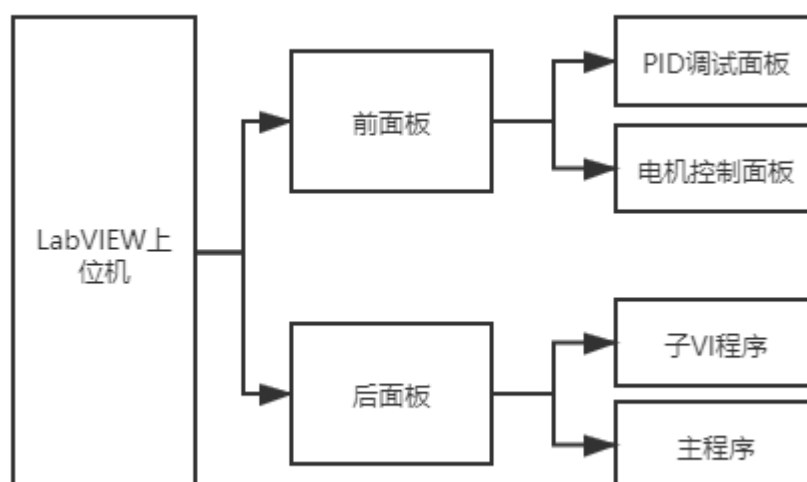 LabVIEW上
位机
前面板
后面板
PID调试面板
电机控制面板
子VI程序
主程序